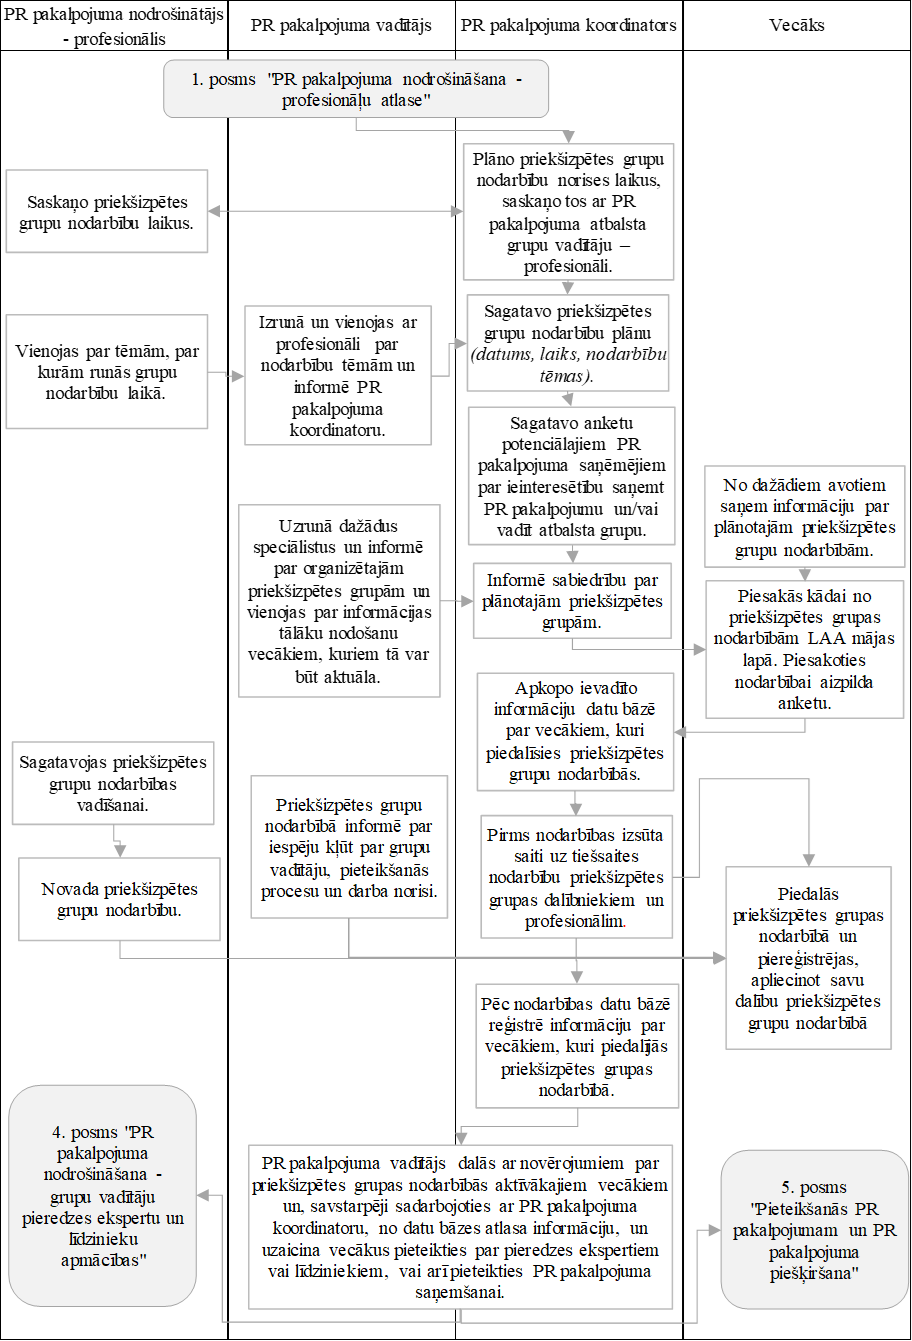 PR pakalpojuma nodrošinātājs
- profesionālis
PR pakalpojuma vadītājs
PR pakalpojuma koordinators
Vecāks
1. posms "PR pakalpojuma nodrošināšana -
profesionāļu atlase"
Plāno priekšizpētes grupu
nodarbību norises laikus,
saskaņo tos ar PR
pakalpojuma atbalsta
grupu vadītāju –
profesionāli.
Saskaņo priekšizpētes
grupu nodarbību laikus.
Sagatavo priekšizpētes
grupu nodarbību plānu
(datums, laiks, nodarbību
tēmas).
Vienojas par tēmām, par
kurām runās grupu
nodarbību laikā.
Izrunā un vienojas ar
profesionāli par
nodarbību tēmām un
informē PR
pakalpojuma
koordinatoru.
Sagatavo anketu
potenciālajiem PR
pakalpojuma saņēmējiem
par ieinteresētību saņemt
PR pakalpojumu un/vai
vadīt atbalsta grupu.
No dažādiem avotiem
saņem informāciju par
plānotajām priekšizpētes
grupu nodarbībām.
Uzrunā dažādus
speciālistus un informē
par organizētajām
priekšizpētes grupām un
vienojas par informācijas
tālāku nodošanu
vecākiem, kuriem tā var
būt aktuāla.
Informē sabiedrību par
plānotajām priekšizpētes
grupām.
Piesakās kādai no
priekšizpētes grupas
nodarbībām LAA mājas
lapā. Piesakoties
nodarbībai aizpilda
anketu.
Apkopo ievadīto
informāciju datu bāzē
par vecākiem, kuri
piedalīsies priekšizpētes
grupu nodarbībās.
Sagatavojas priekšizpētes
grupu nodarbības
vadīšanai.
Priekšizpētes grupu
nodarbībā informē par
iespēju kļūt par grupu
vadītāju, pieteikšanās
procesu un darba norisi.
Pirms nodarbības izsūta
saiti uz tiešsaites
nodarbību priekšizpētes
grupas dalībniekiem un
profesionālim.
Novada priekšizpētes
grupu nodarbību.
Piedalās
priekšizpētes grupas
nodarbībā un
piereģistrējas,
apliecinot savu
dalību priekšizpētes
grupu nodarbībā
Pēc nodarbības datu bāzē
reģistrē informāciju par
vecākiem, kuri piedalījās
priekšizpētes grupas
nodarbībā.
4. posms "PR
pakalpojuma
nodrošināšana -
grupu vadītāju
pieredzes ekspertu un
līdzinieku
apmācības"
PR pakalpojuma vadītājs dalās ar novērojumiem par
priekšizpētes grupas nodarbībās aktīvākajiem vecākiem
un, savstarpēji sadarbojoties ar PR pakalpojuma
koordinatoru, no datu bāzes atlasa informāciju, un
uzaicina vecākus pieteikties par pieredzes ekspertiem
vai līdziniekiem, vai arī pieteikties PR pakalpojuma
saņemšanai.
5. posms
"Pieteikšanās PR
pakalpojumam un PR
pakalpojuma
piešķiršana"